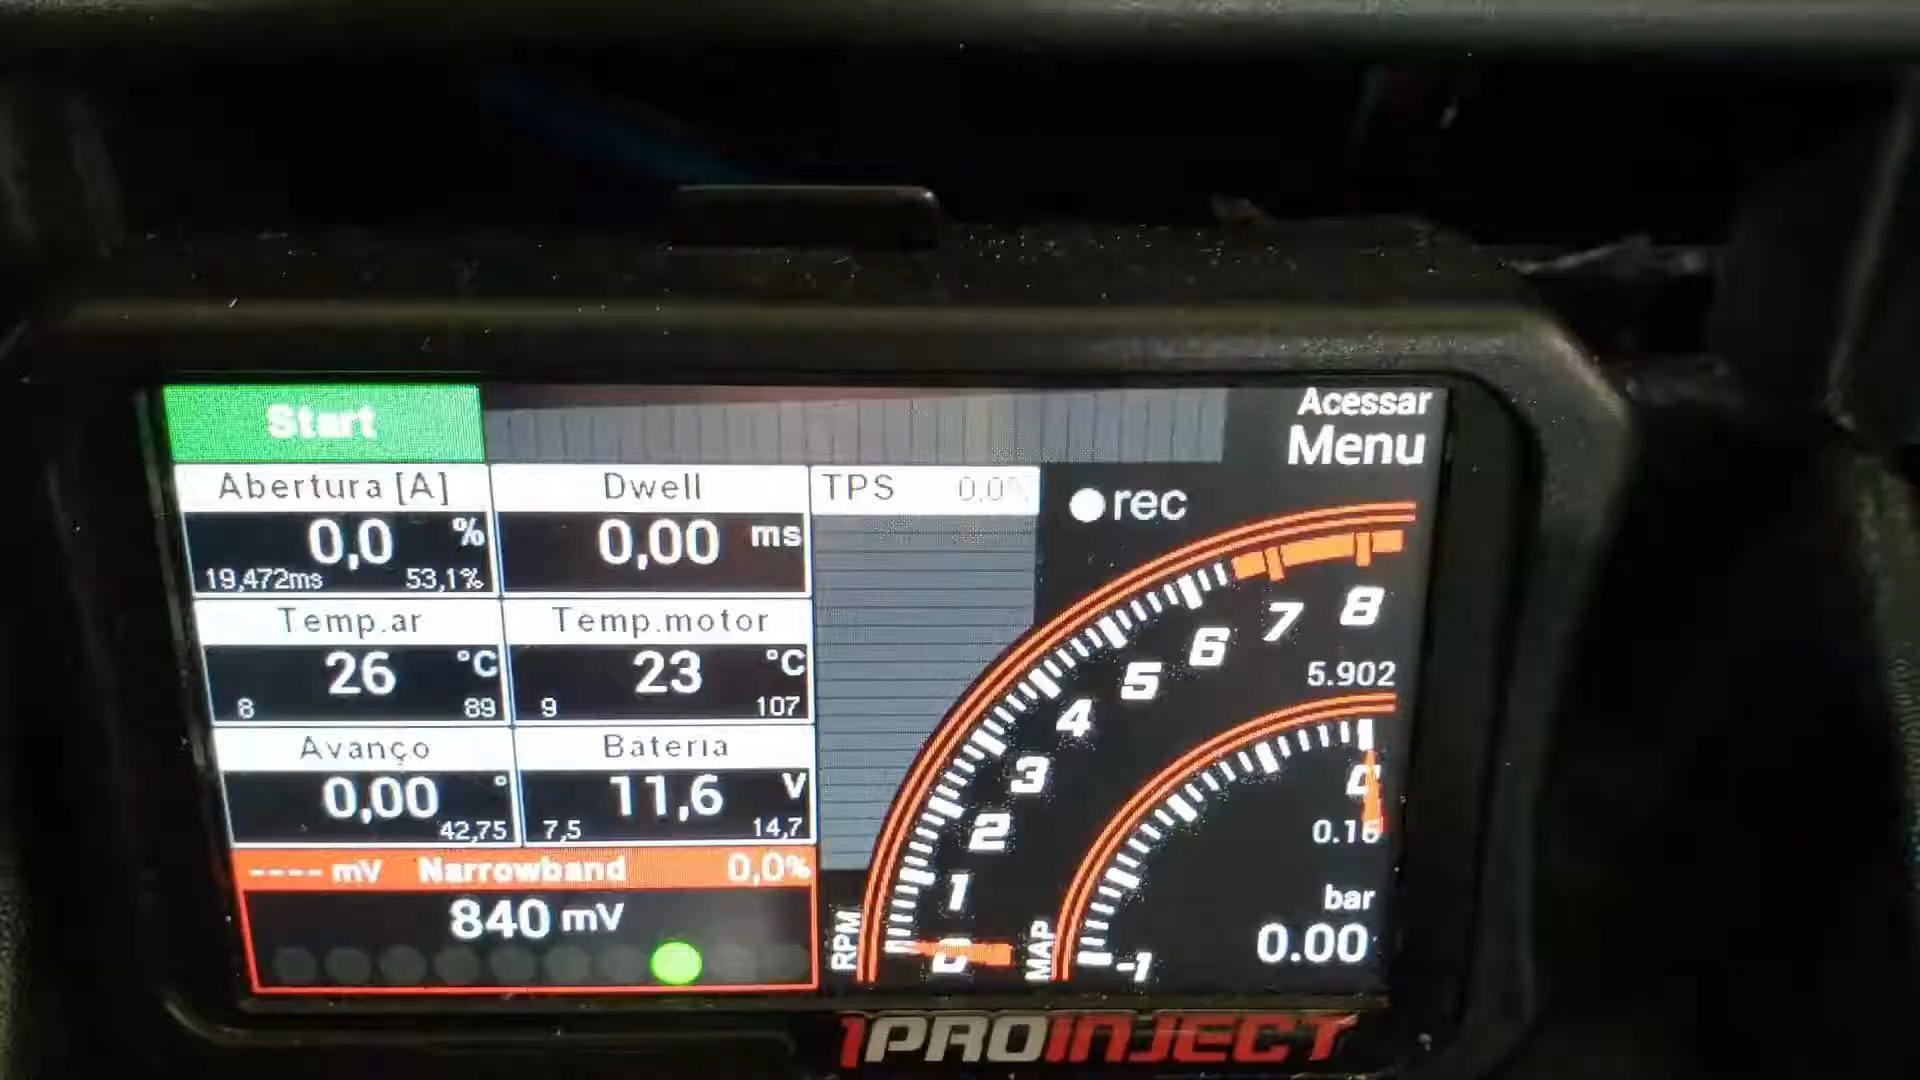 Start
Acessar
Menu
Abertura [A]
0,0 %
19,472ms 53,1%
Dwell
0,00 ms
TPS 0.0%
rec
Temp.ar
26 °C
8 89
Temp.motor
23 °C
9 107
Avanço
0,00 °
42,75
Bateria
11,6 V
7,5 14,7
---- mV Narrowband 0,0%
840 mV
RPM
0 1 2 3 4 5 6 7 8
5.902
MAP
-1 0
0.16
bar
0.00
PROINJECT